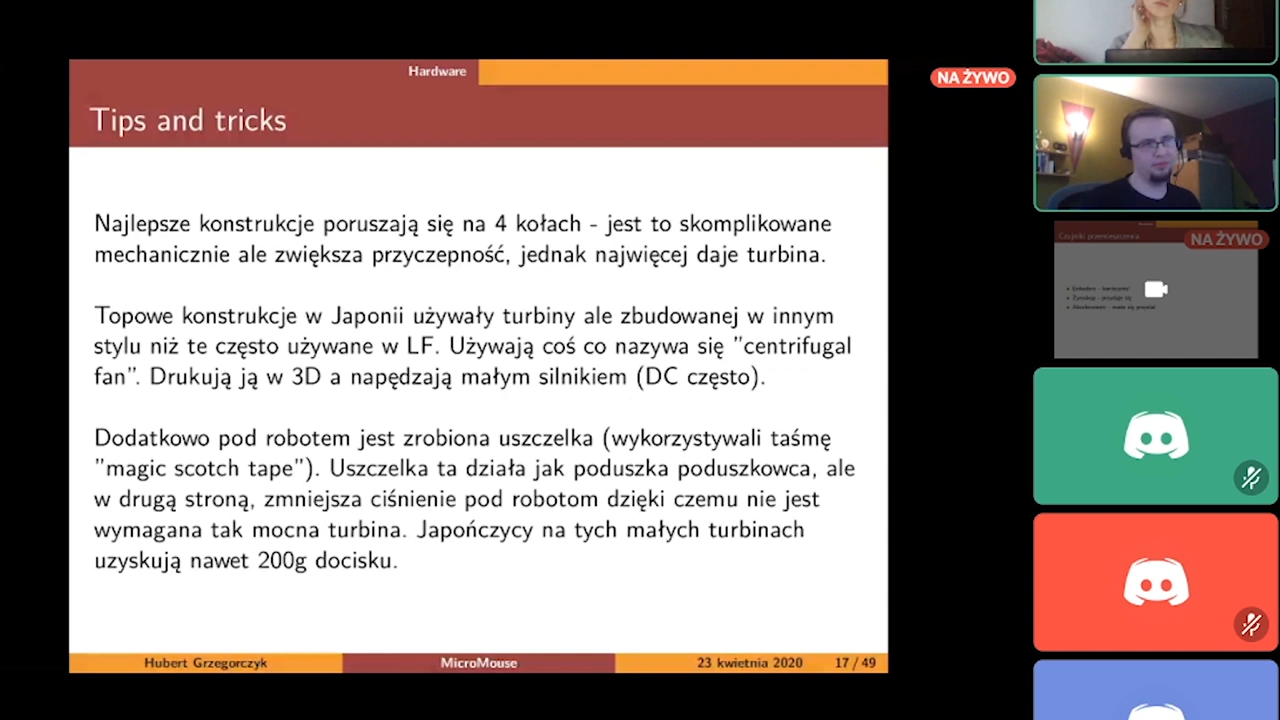 Hardware
NA ŻYWO
Tips and tricks
Najlepsze konstrukcje poruszają się na 4 kołach - jest to skomplikowane
mechanicznie ale zwiększa przyczepność, jednak najwięcej daje turbina.
Topowe konstrukcje w Japonii używały turbiny ale zbudowanej w innym
stylu niż te często używane w LF. Używają coś co nazywa się "centrifugal
fan". Drukują ją w 3D a napędzają małym silnikiem (DC często).
Dodatkowo pod robotem jest zrobiona uszczelka (wykorzystywali taśmę
"magic scotch tape"). Uszczelka ta działa jak poduszka poduszkowca, ale
w drugą stroną, zmniejsza ciśnienie pod robotom dzięki czemu nie jest
wymagana tak mocna turbina. Japończycy na tych małych turbinach
uzyskują nawet 200g docisku.
Hubert Grzegorczyk
MicroMouse
23 kwietnia 2020
17 / 49
NA ŻYWO